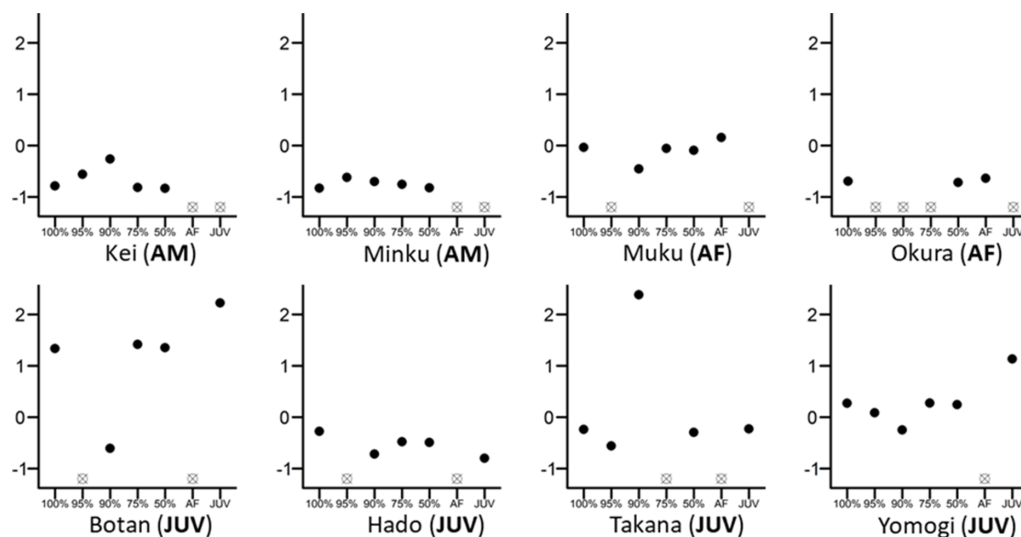 2 2 2 2
1 1 1 1
0 0 0 0
-1 -1 -1 -1
100% 95% 90% 75% 50% AF JUV 100% 95% 90% 75% 50% AF JUV 100% 95% 90% 75% 50% AF JUV 100% 95% 90% 75% 50% AF JUV
Kei (AM) Minku (AM) Muku (AF) Okura (AF)
2 2 2 2
1 1 1 1
0 0 0 0
-1 -1 -1 -1
100% 95% 90% 75% 50% AF JUV 100% 95% 90% 75% 50% AF JUV 100% 95% 90% 75% 50% AF JUV 100% 95% 90% 75% 50% AF JUV
Botan (JUV) Hado (JUV) Takana (JUV) Yomogi (JUV)